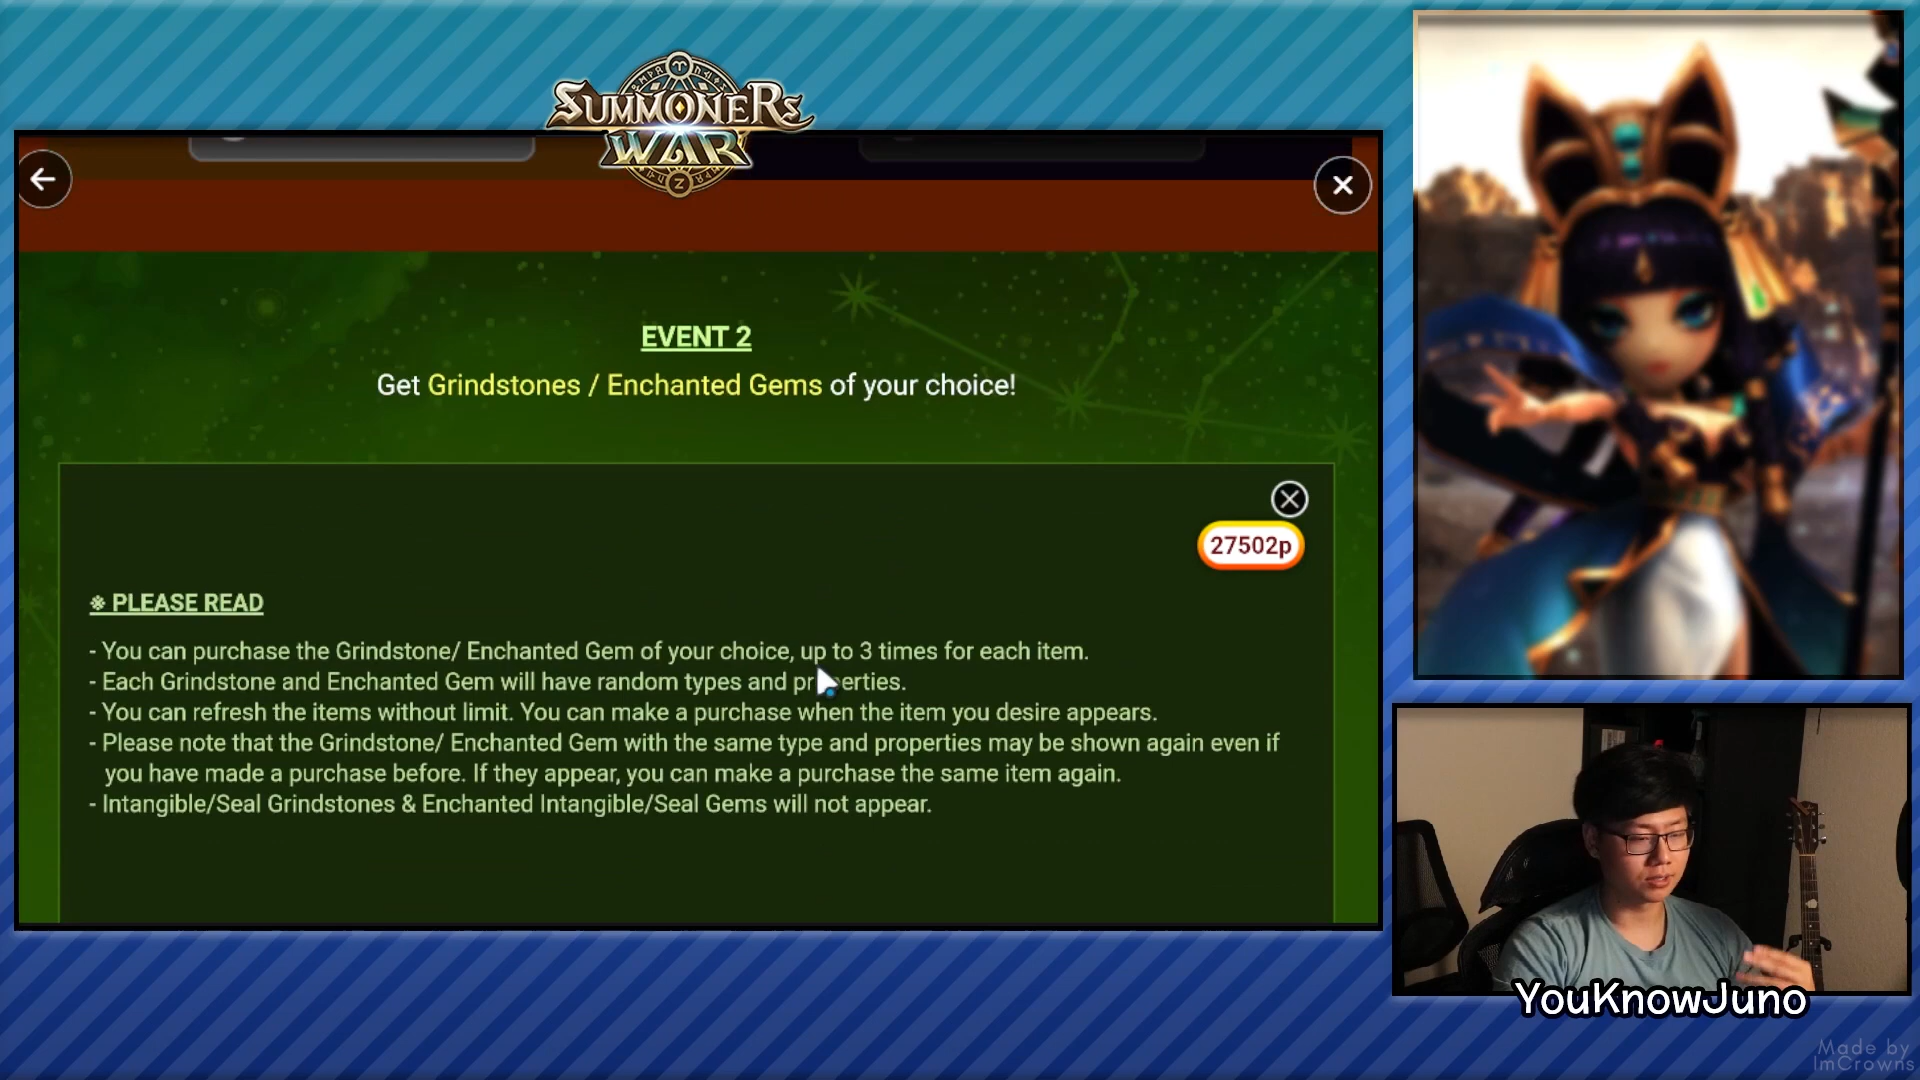 SUMMONERS
WAR
EVENT 2
Get Grindstones / Enchanted Gems of your choice!
27502p
※ PLEASE READ
- You can purchase the Grindstone/ Enchanted Gem of your choice, up to 3 times for each item.
- Each Grindstone and Enchanted Gem will have random types and pr erties.
- You can refresh the items without limit. You can make a purchase when the item you desire appears.
- Please note that the Grindstone/ Enchanted Gem with the same type and properties may be shown again even if
you have made a purchase before. If they appear, you can make a purchase the same item again.
- Intangible/Seal Grindstones & Enchanted Intangible/Seal Gems will not appear.
YouKnowJuno
Made by
ImCrowns